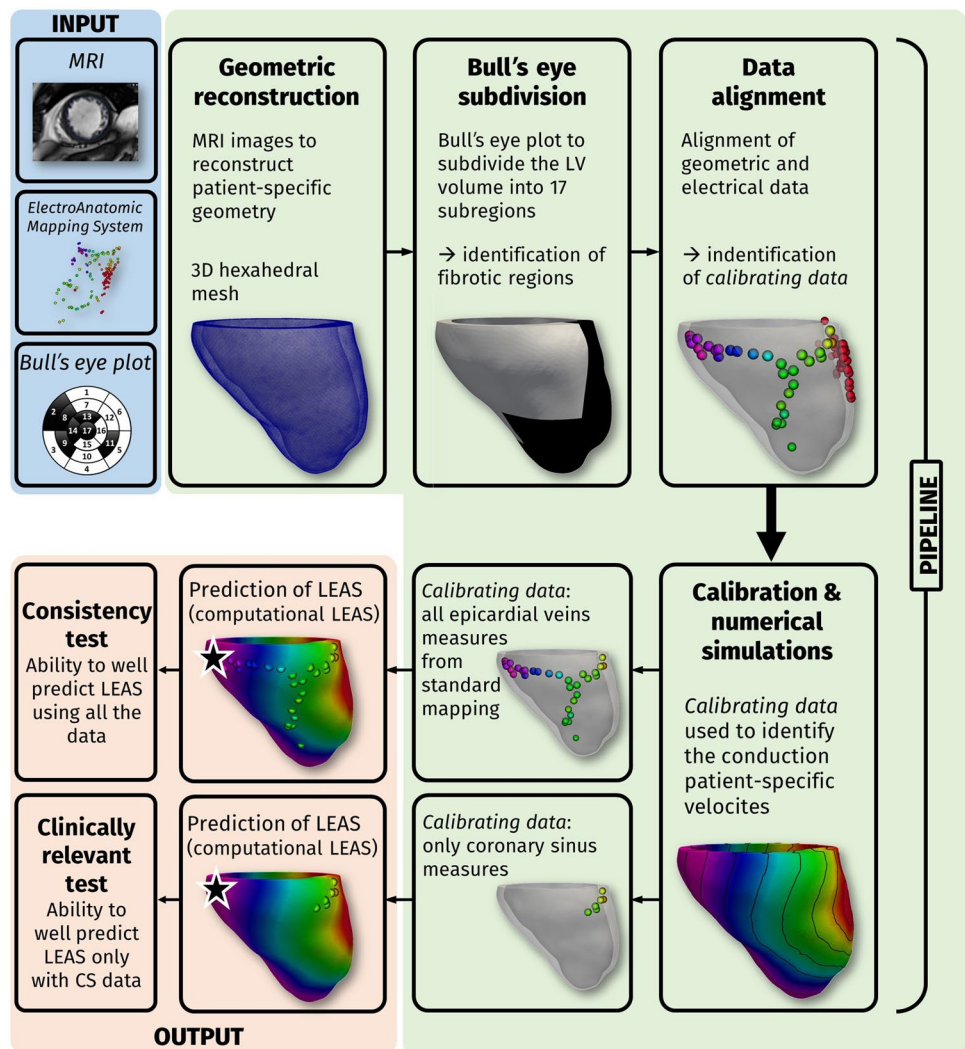 INPUT
MRI
ElectroAnatomic
Mapping System
Bull's eye plot
1
2
3
4
5
6
7
8
9
10
11
12
13
14
15
16
17
Geometric
reconstruction
MRI images to
reconstruct
patient-specific
geometry
3D hexahedral
mesh
Bull's eye
subdivision
Bull's eye plot to
subdivide the LV
volume into 17
subregions
→ identification of
fibrotic regions
Data
alignment
Alignment of
geometric and
electrical data
→ indentification
of calibrating data
PIPELINE
Calibration &
numerical
simulations
Calibrating data
used to identify
the conduction
patient-specific
velocites
Calibrating data:
all epicardial veins
measures
from
standard
mapping
Prediction of LEAS
(computational LEAS)
Consistency
test
Ability to well
predict LEAS
using all the
data
Calibrating data:
only coronary sinus
measures
Prediction of LEAS
(computational LEAS)
Clinically
relevant
test
Ability to
well predict
LEAS only
with CS data
OUTPUT